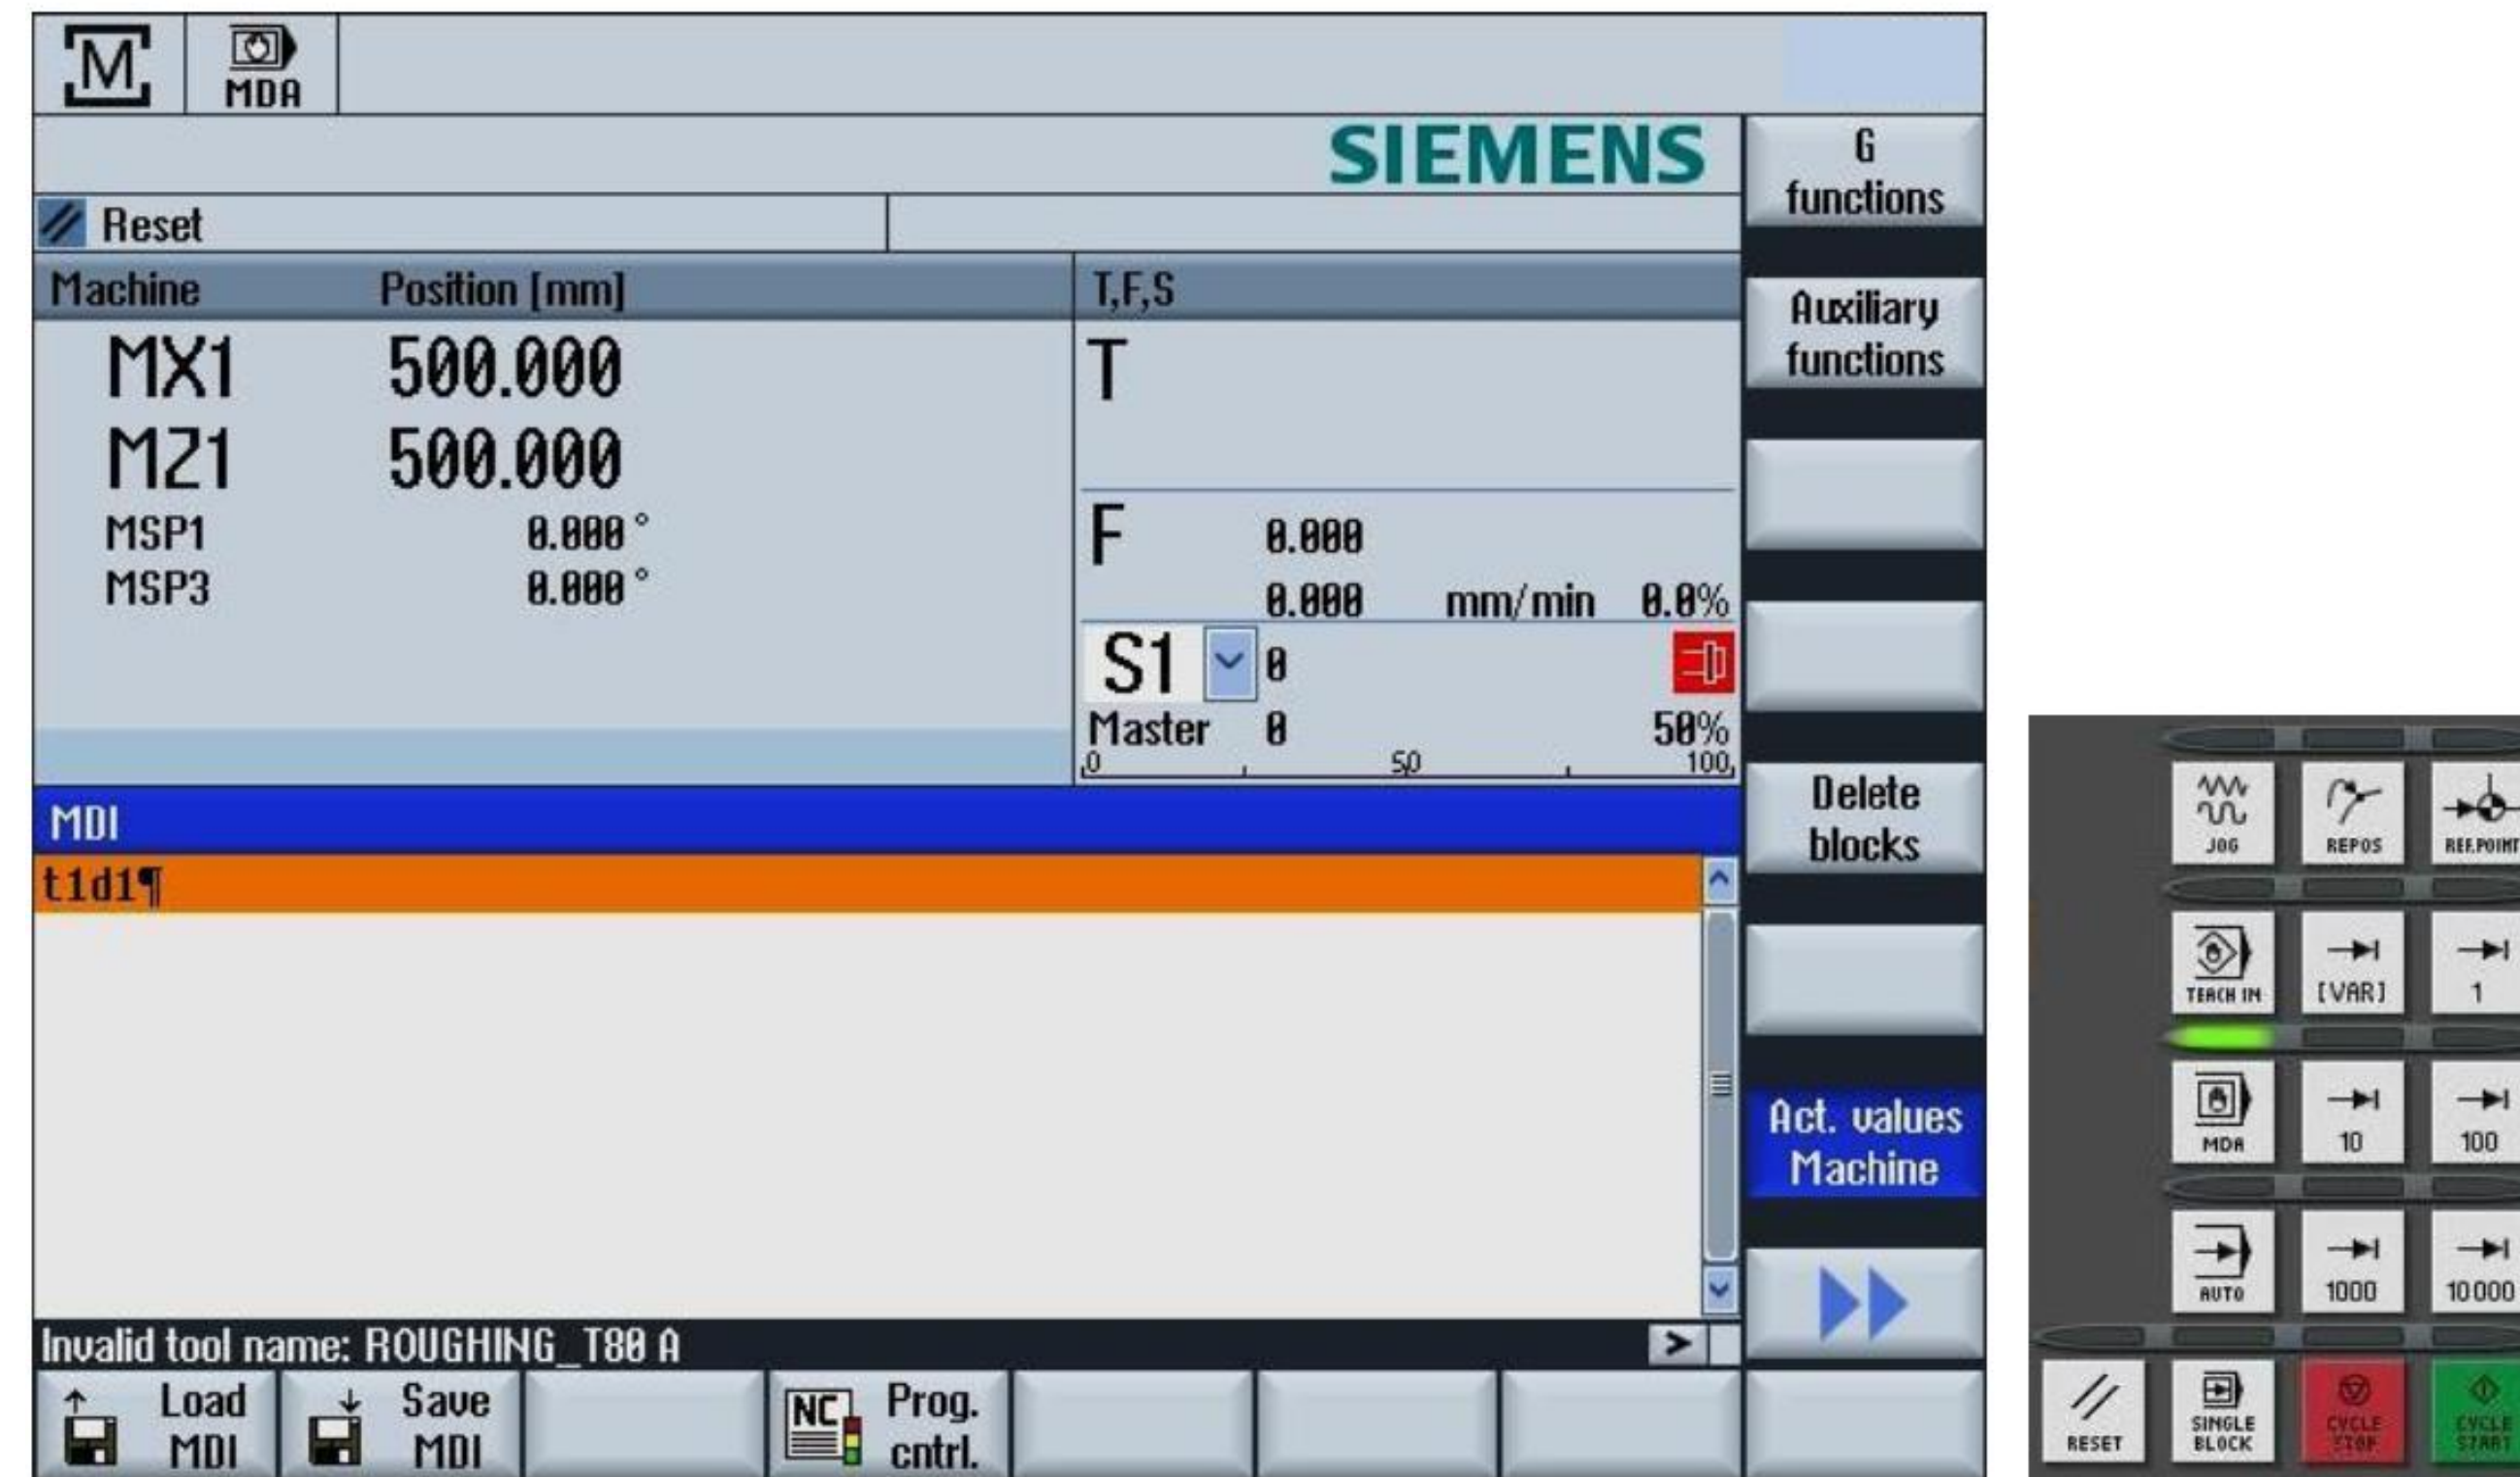 M
MDA
SIEMENS
Reset
Machine Position [mm]
MX1 500.000
MZ1 500.000
MSP1 0.000°
MSP3 0.000°
T,F,S
T
F 0.000
0.000 mm/min 0.0%
S1 0
Master 0 50%
0 50 100
MDI
t1d1¶
Invalid tool name: ROUGHING_T80 A
>
G
functions
Auxiliary
functions
Delete
blocks
Act. values
Machine
Load
MDI
Save
MDI
NC
Prog.
cntrl.
JOG REPOS REF.POINT
TEACH IN [VAR] 1
MDA 10 100
AUTO 1000 10000
RESET
SINGLE
BLOCK
CYCLE
STOP
CYCLE
START